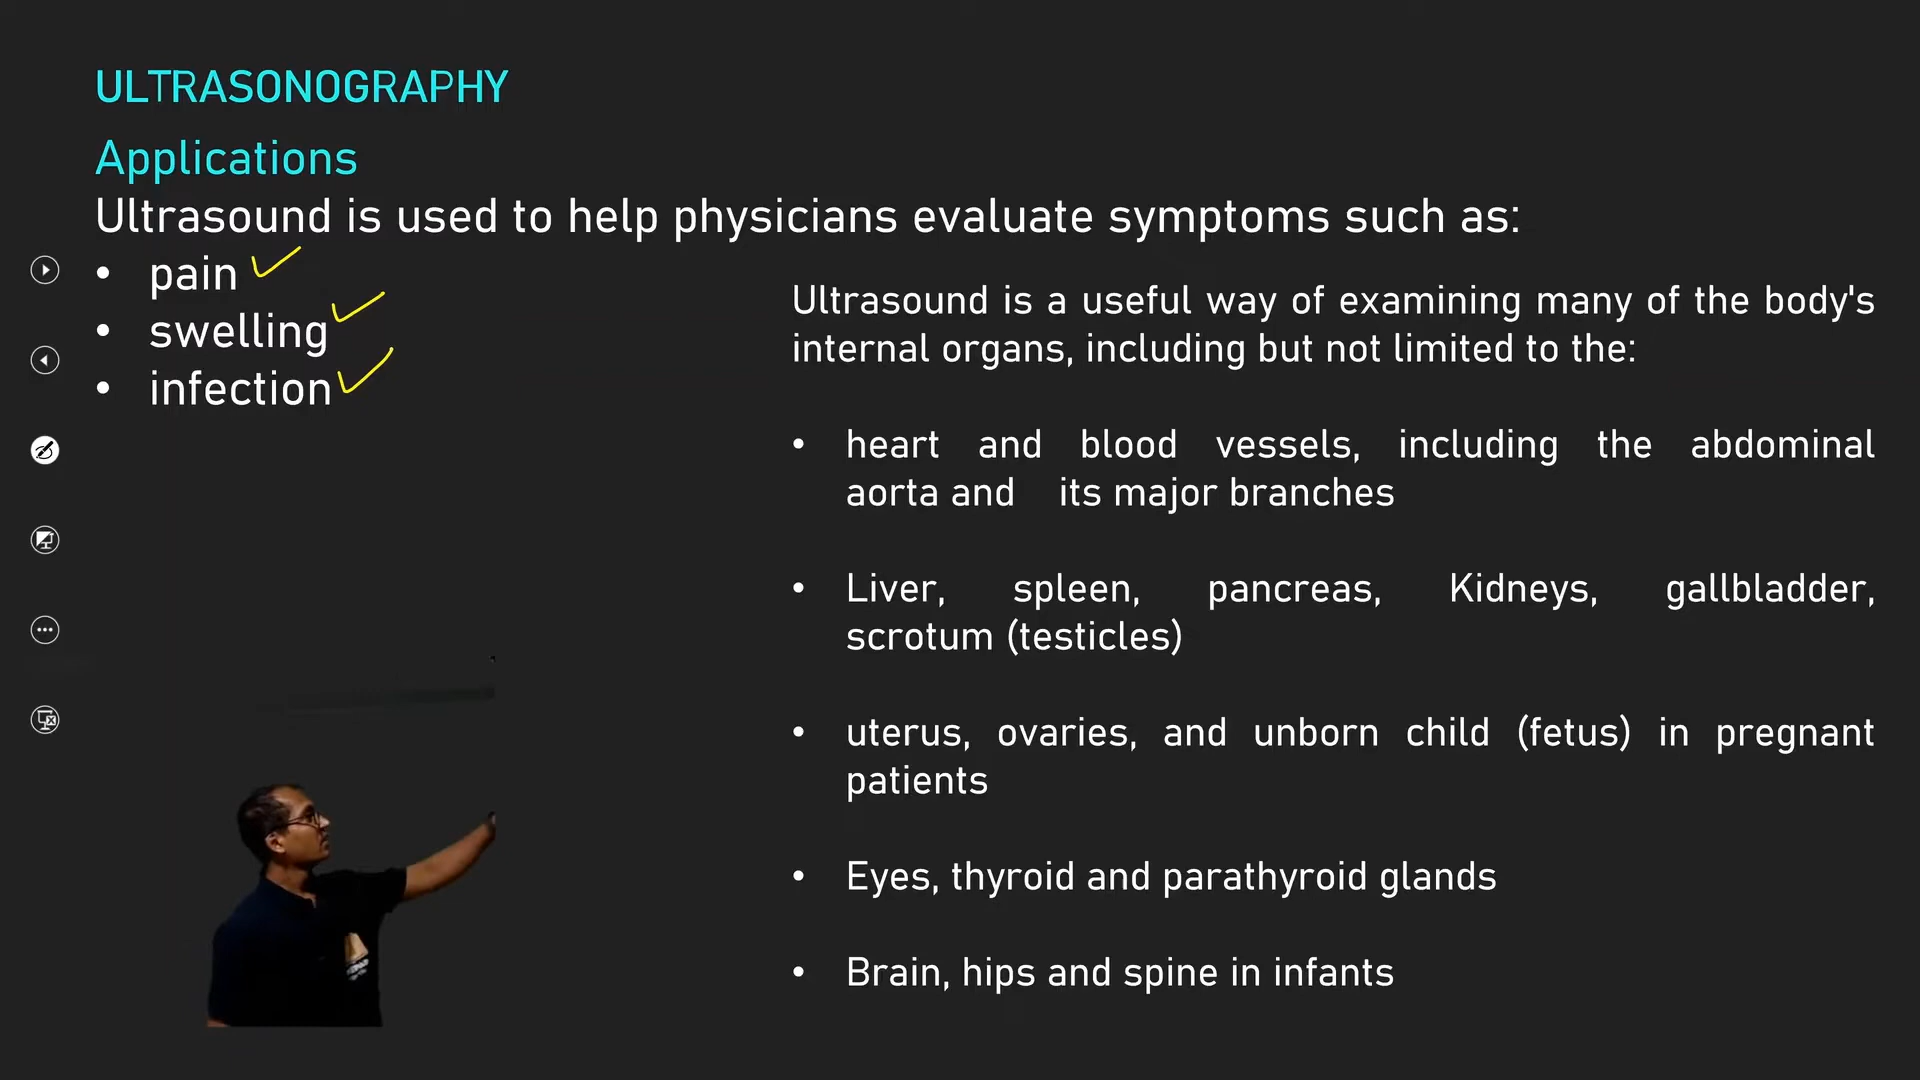 ULTRASONOGRAPHY
Applications
Ultrasound is used to help physicians evaluate symptoms such as:
• pain
• swelling
• infection
Ultrasound is a useful way of examining many of the body's
internal organs, including but not limited to the:
• heart and blood vessels, including the abdominal
aorta and its major branches
• Liver, spleen, pancreas, Kidneys, gallbladder,
scrotum (testicles)
• uterus, ovaries, and unborn child (fetus) in pregnant
patients
• Eyes, thyroid and parathyroid glands
• Brain, hips and spine in infants